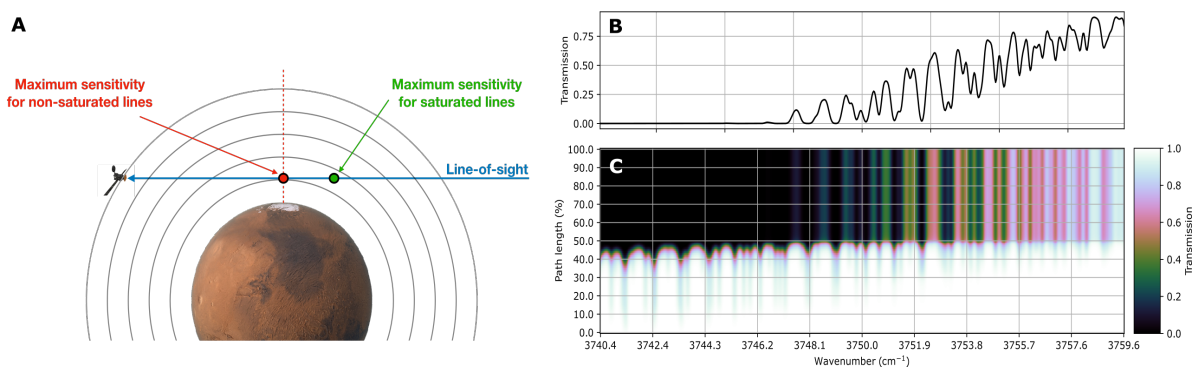 A
Maximum sensitivity
for non-saturated lines
Maximum sensitivity
for saturated lines
Line-of-sight
B
Transmission
0.75
0.50
0.25
0.00
C
Path length (%)
100.0
90.0
80.0
70.0
60.0
50.0
40.0
30.0
20.0
10.0
0.0
3740.4 3742.4 3744.3 3746.2 3748.1 3750.0 3751.9 3753.8 3755.7 3757.6 3759.6
Wavenumber (cm⁻¹)
1.0
0.8
0.6
0.4
0.2
0.0
Transmission